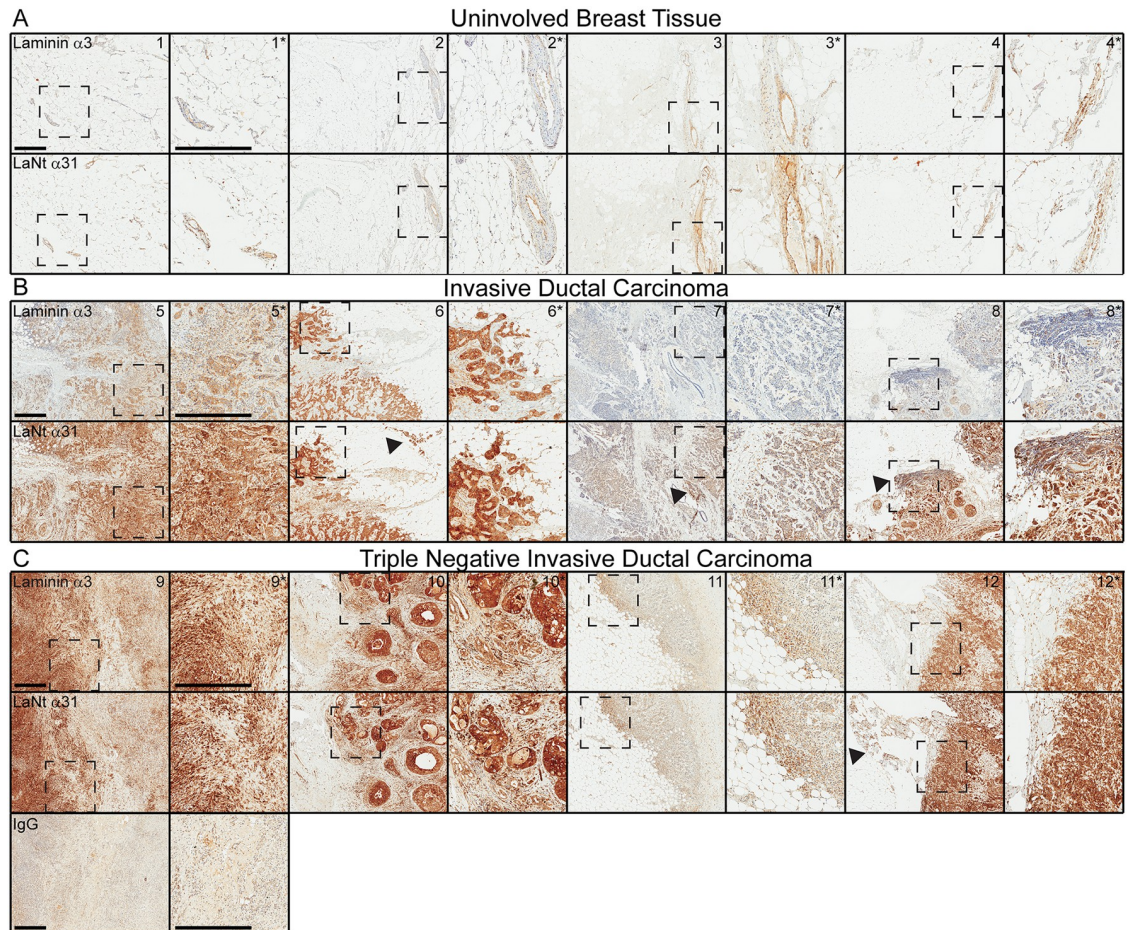 A
Uninvolved Breast Tissue
Laminin α3 1 1* 2 2* 3 3* 4 4*
LaNt α31
B
Invasive Ductal Carcinoma
Laminin α3 5 5* 6 6* 7 7* 8 8*
LaNt α31
C
Triple Negative Invasive Ductal Carcinoma
Laminin α3 9 9* 10 10* 11 11* 12 12*
LaNt α31
IgG